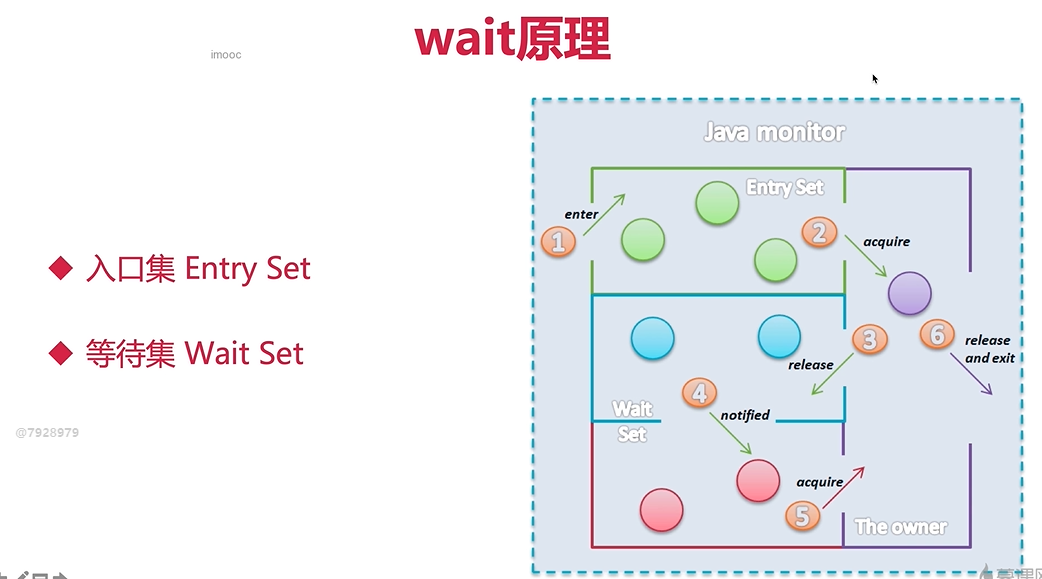 wait原理
imooc
Java monitor
Entry Set
enter
1
2
acquire
入口集 Entry Set
3
6
release
and exit
release
等待集 Wait Set
4
notified
Wait
Set
@7928979
acquire
5
The owner